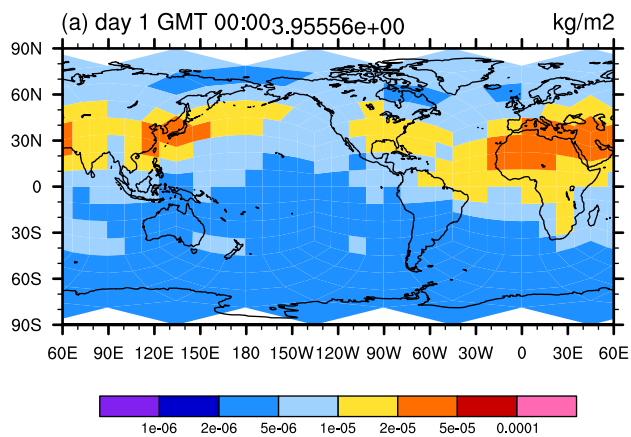 (a) day 1 GMT 00:00 3.95556e+00 kg/m2
90N
60N
30N
0
30S
60S
90S
60E 90E 120E 150E 180 150W 120W 90W 60W 30W 0 30E 60E
1e-06 2e-06 5e-06 1e-05 2e-05 5e-05 0.0001